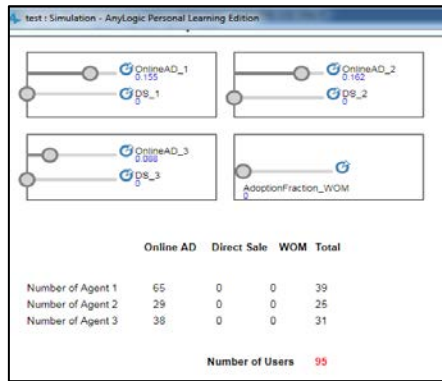 test : Simulation - AnyLogic Personal Learning Edition
OnlineAD_1
0.155
DS_1
0
OnlineAD_2
0.162
DS_2
0
OnlineAD_3
0.088
DS_3
0
AdoptionFraction_WOM
0
Online AD Direct Sale WOM Total
Number of Agent 1 65 0 0 39
Number of Agent 2 29 0 0 25
Number of Agent 3 38 0 0 31
Number of Users 95